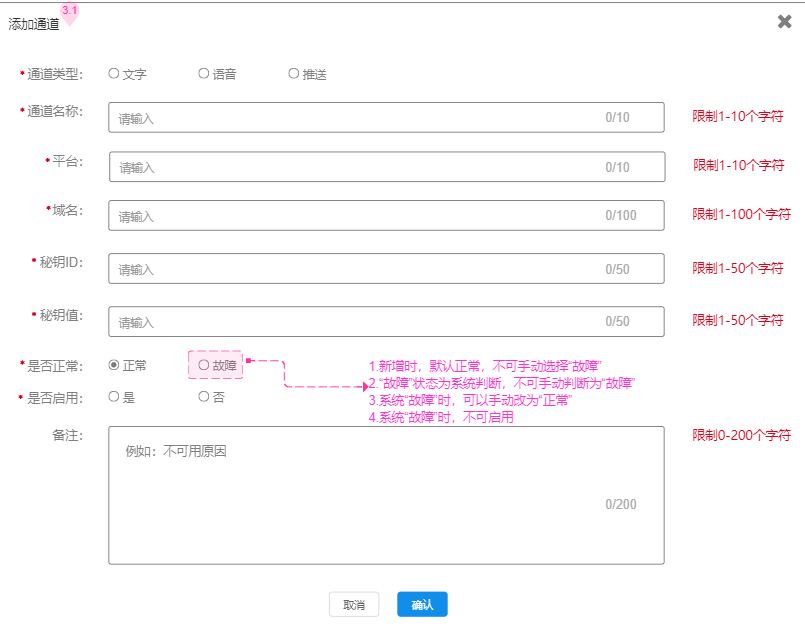 3.1
添加通道
*通道类型: 文字 语音 推送
*通道名称: 请输入 0/10 限制1-10个字符
*平台: 请输入 0/10 限制1-10个字符
*域名: 请输入 0/100 限制1-100个字符
*秘钥ID: 请输入 0/50 限制1-50个字符
*秘钥值: 请输入 0/50 限制1-50个字符
*是否正常: 正常 故障
1.新增时，默认正常，不可手动选择“故障”
2.“故障”状态为系统判断，不可手动判断为“故障”
3.系统“故障”时，可以手动改为“正常”
4.系统“故障”时，不可启用
*是否启用: 是 否
备注: 限制0-200个字符
例如：不可用原因
0/200
取消 确认